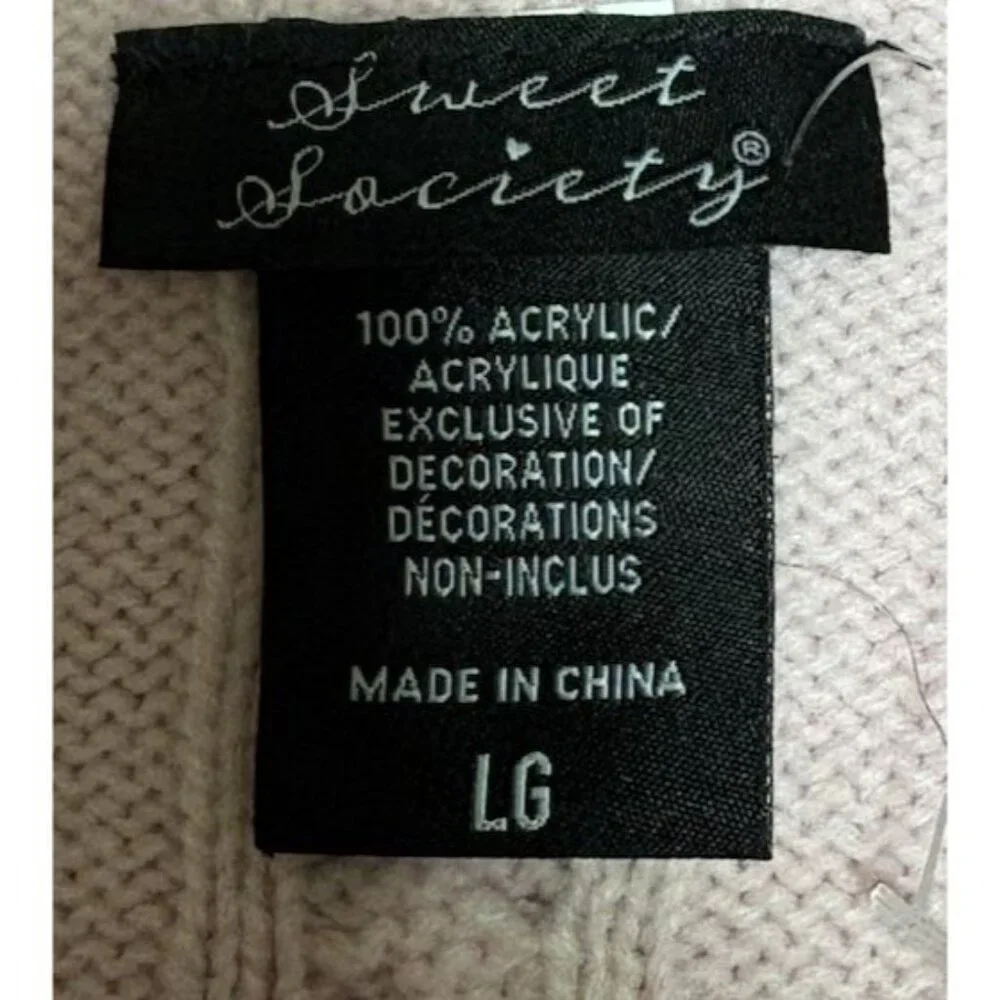 Sweet
Society®
100% ACRYLIC/
ACRYLIQUE
EXCLUSIVE OF
DECORATION/
DÉCORATIONS
NON-INCLUS
MADE IN CHINA
LG